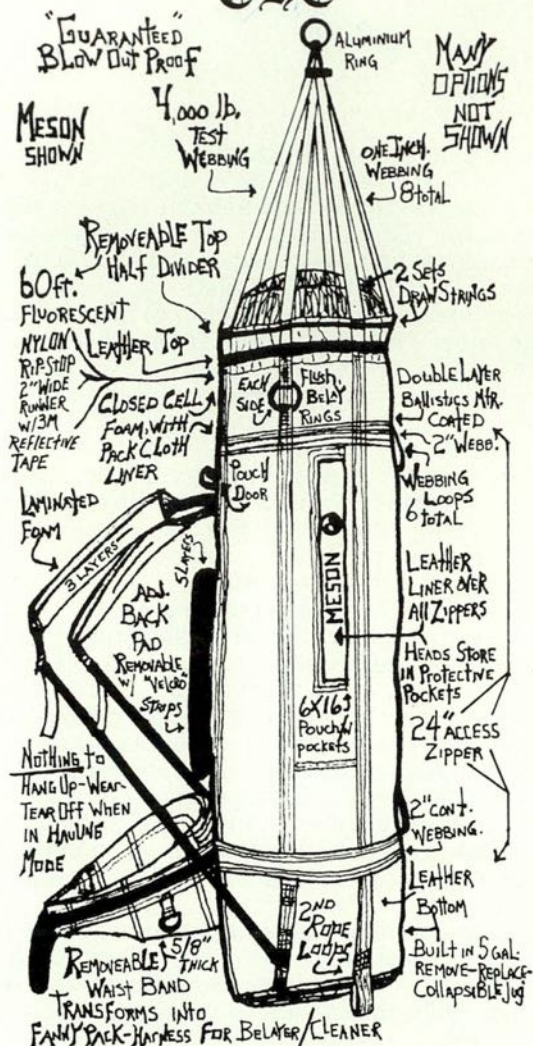 "GUARANTEED"
BLOW OUT PROOF
ALUMINIUM
RING
MANY
OPTIONS
NOT
SHOWN
MESON
SHOWN
4,000 lb.
TEST
WEBBING
ONE INCH.
WEBBING
8 TOTAL
REMOVEABLE TOP
HALF DIVIDER
2 SETS
DRAWSTRINGS
60 ft.
FLUORESCENT
NYLON
RIP-STOP
2" WIDE
RUNNER
W/3M
REFLECTIVE
TAPE
LEATHER TOP
CLOSED CELL
FOAM, WITH
PACK CLOTH
LINER
EACH
SIDE
FLUSH
BELAY
RINGS
DOUBLE LAYER
BALLISTICS MTR.
COATED
2" WEBB.
WEBBING
LOOPS
6 TOTAL
POUCH
DOOR
LAMINATED
FOAM
3 LAYERS
5 LAYERS
ADJ.
BACK
PAD
REMOVABLE
W/ "VELCRO"
STRAPS
MESON
LEATHER
LINER OVER
ALL ZIPPERS
HEADS STORE
IN PROTECTIVE
POCKETS
6X16
POUCH W/
POCKETS
24" ACCESS
ZIPPER
NOTHING TO
HANG UP-WEAR-
TEAR OFF WHEN
IN HAULING
MODE
2" CONT.
WEBBING.
LEATHER
BOTTOM
2ND
ROPE
LOOPS
BUILT IN 5 GAL.
REMOVE-REPLACE-
COLLAPSIBLE JUG
5/8"
THICK
REMOVEABLE
WAIST BAND
TRANSFORMS INTO
FANNY PACK-HARNESS FOR BELAYER/CLEANER